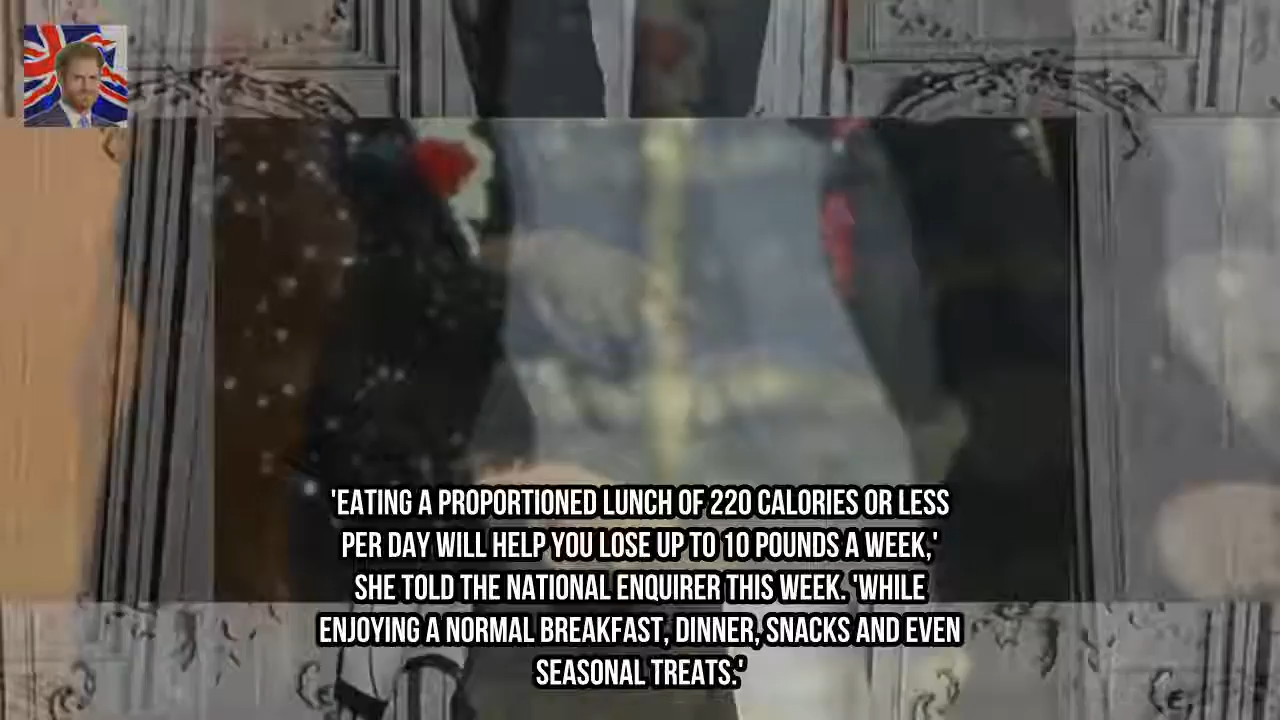 'EATING A PROPORTIONED LUNCH OF 220 CALORIES OR LESS
PER DAY WILL HELP YOU LOSE UP TO 10 POUNDS A WEEK,'
SHE TOLD THE NATIONAL ENQUIRER THIS WEEK. 'WHILE
ENJOYING A NORMAL BREAKFAST, DINNER, SNACKS AND EVEN
SEASONAL TREATS.'